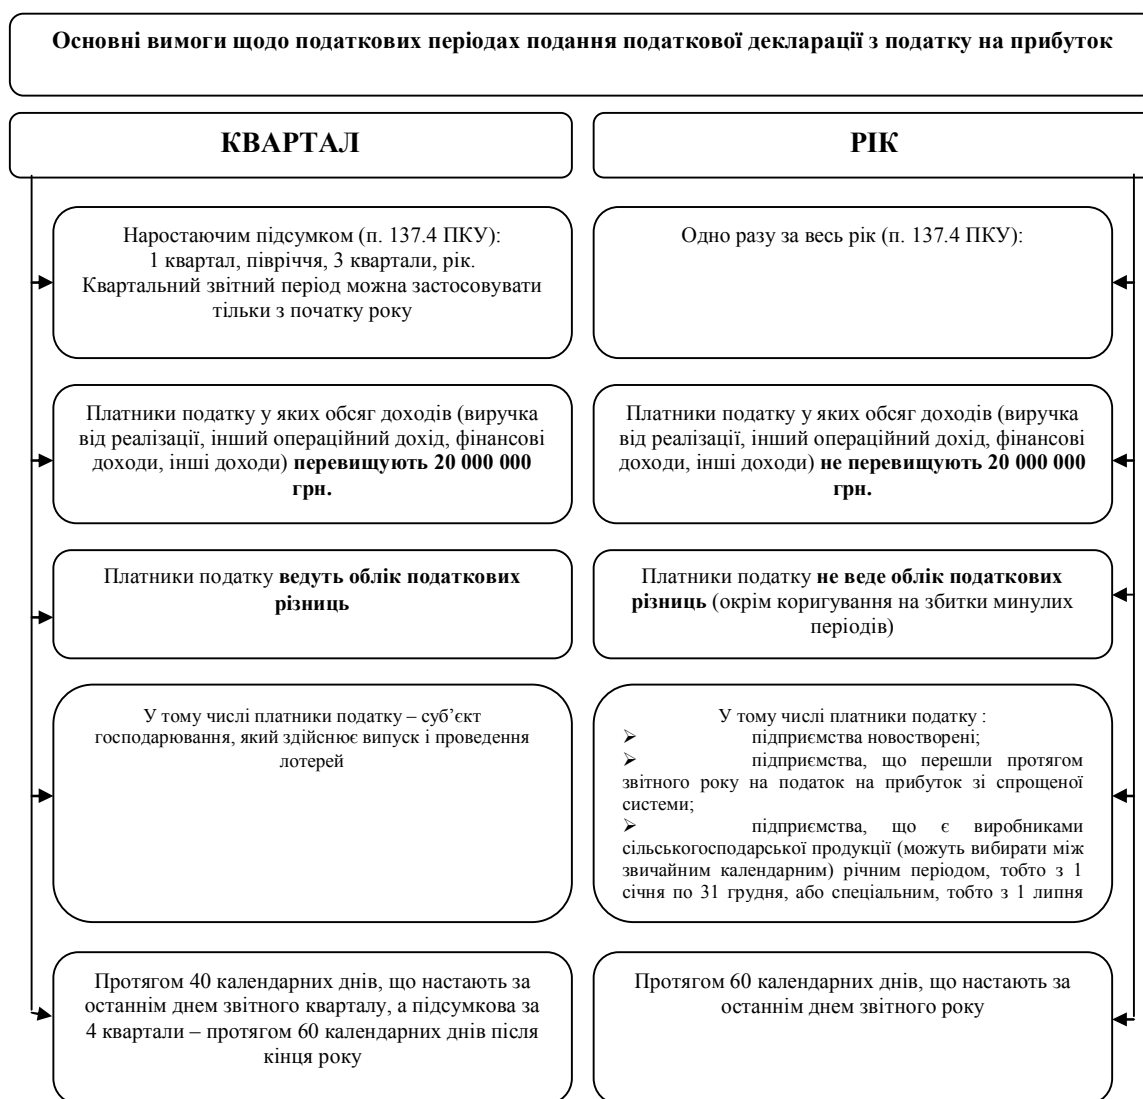 Основні вимоги щодо податкових періодах подання податкової декларації з податку на прибуток
КВАРТАЛ
РІК
Наростаючим підсумком (п. 137.4 ПКУ):
1 квартал, півріччя, 3 квартали, рік.
Квартальний звітний період можна застосовувати
тільки з початку року
Одно разу за весь рік (п. 137.4 ПКУ):
Платники податку у яких обсяг доходів (виручка
від реалізації, інший операційний дохід, фінансові
доходи, інші доходи) перевищують 20 000 000
грн.
Платники податку у яких обсяг доходів (виручка
від реалізації, інший операційний дохід, фінансові
доходи, інші доходи) не перевищують 20 000 000
грн.
Платники податку ведуть облік податкових
різниць
Платники податку не веде облік податкових
різниць (окрім коригування на збитки минулих
періодів)
У тому числі платники податку – суб’єкт
господарювання, який здійснює випуск і проведення
лотерей
У тому числі платники податку :
➢ підприємства новостворені;
➢ підприємства, що перешли протягом
звітного року на податок на прибуток зі спрощеної
системи;
➢ підприємства, що є виробниками
сільськогосподарської продукції (можуть вибирати між
звичайним календарним) річним періодом, тобто з 1
січня по 31 грудня, або спеціальним, тобто з 1 липня
Протягом 40 календарних днів, що настають за
останнім днем звітного кварталу, а підсумкова за
4 квартали – протягом 60 календарних днів після
кінця року
Протягом 60 календарних днів, що настають за
останнім днем звітного року